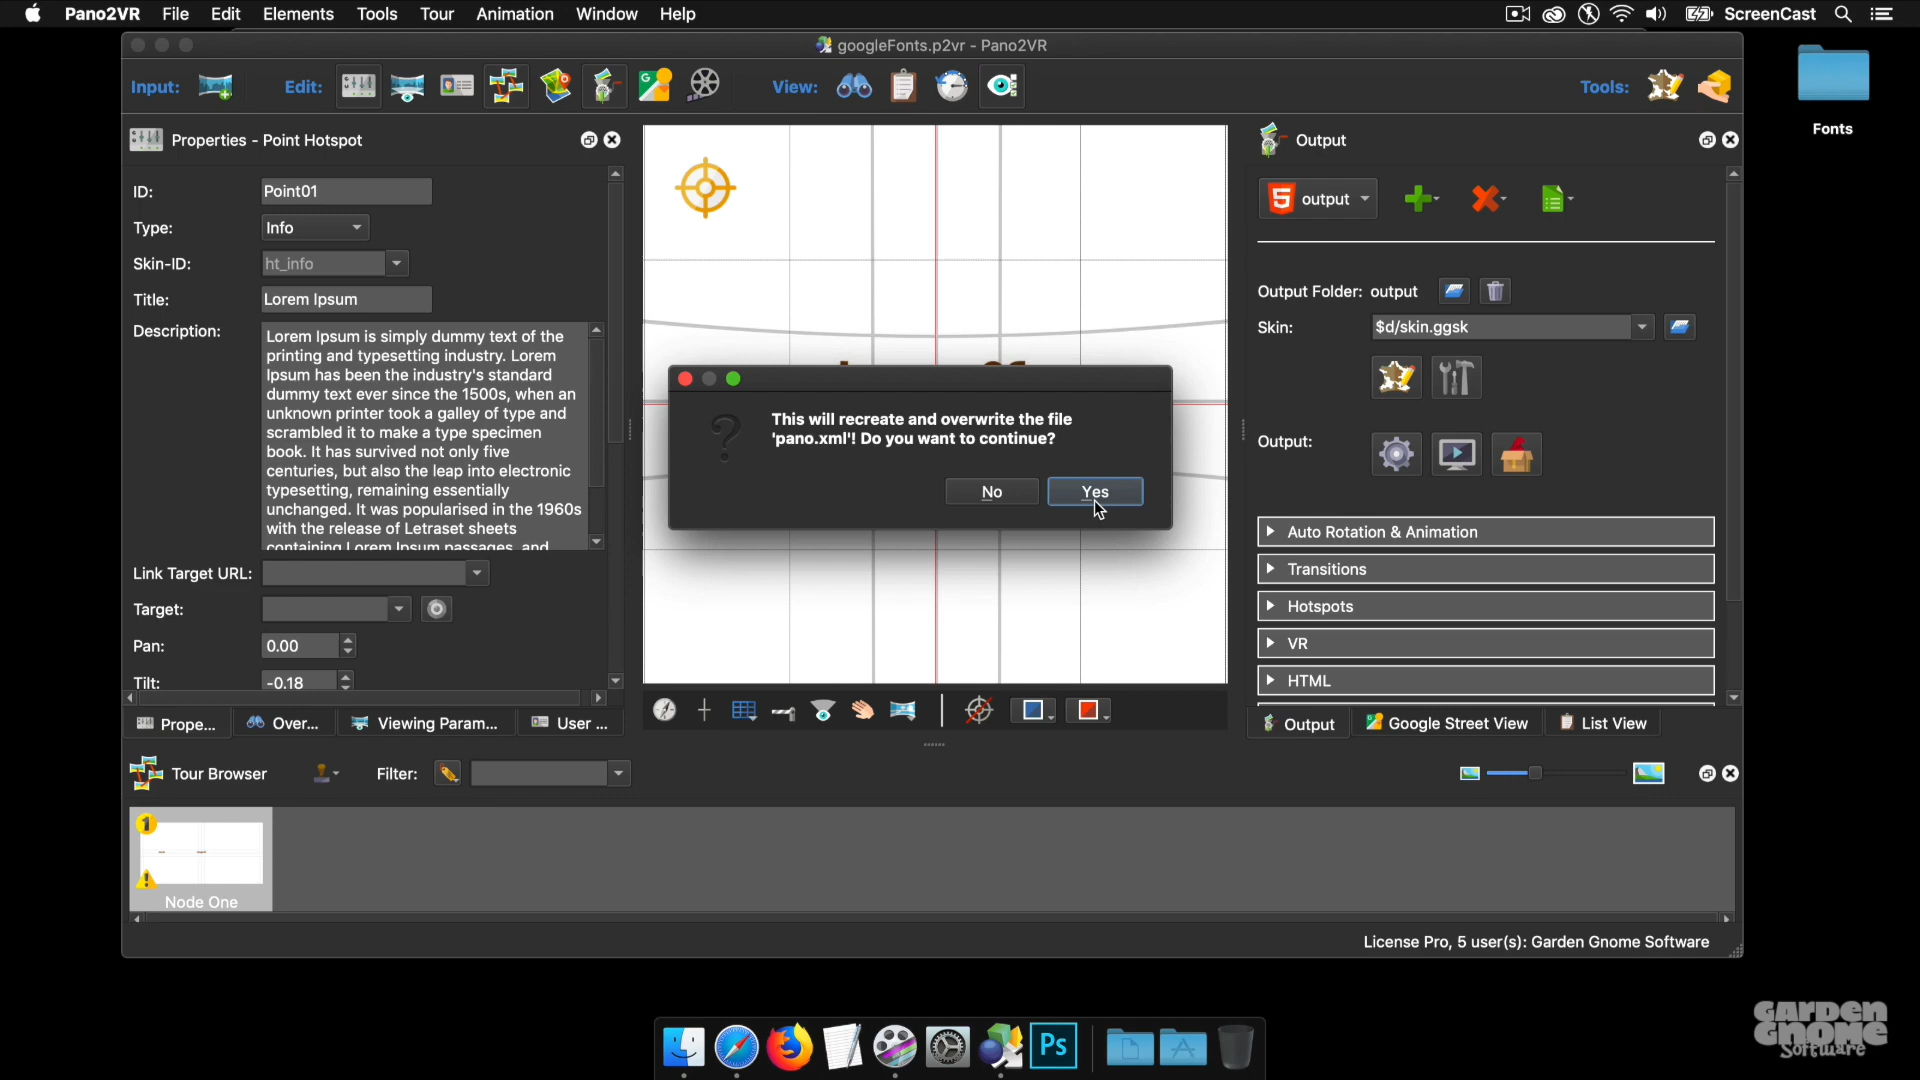 Pano2VR File Edit Elements Tools Tour Animation Window Help ScreenCast
googleFonts.p2vr - Pano2VR
Input: Edit: View: Tools:
Fonts
Properties - Point Hotspot
Output
ID: Point01
Type: Info
Skin-ID: ht_info
Title: Lorem Ipsum
Description: Lorem Ipsum is simply dummy text of the
printing and typesetting industry. Lorem
Ipsum has been the industry's standard
dummy text ever since the 1500s, when an
unknown printer took a galley of type and
scrambled it to make a type specimen
book. It has survived not only five
centuries, but also the leap into electronic
typesetting, remaining essentially
unchanged. It was popularised in the 1960s
with the release of Letraset sheets
containing Lorem Ipsum passages, and
Link Target URL:
Target:
Pan: 0.00
Tilt: -0.18
Prope... Over... Viewing Param... User ...
This will recreate and overwrite the file
'pano.xml'! Do you want to continue?
No Yes
output
Output Folder: output
Skin: $d/skin.ggsk
Output:
Auto Rotation & Animation
Transitions
Hotspots
VR
HTML
Output Google Street View List View
Tour Browser Filter:
1
Node One
License Pro, 5 user(s): Garden Gnome Software
Ps
GARDEN
GNOME
Software